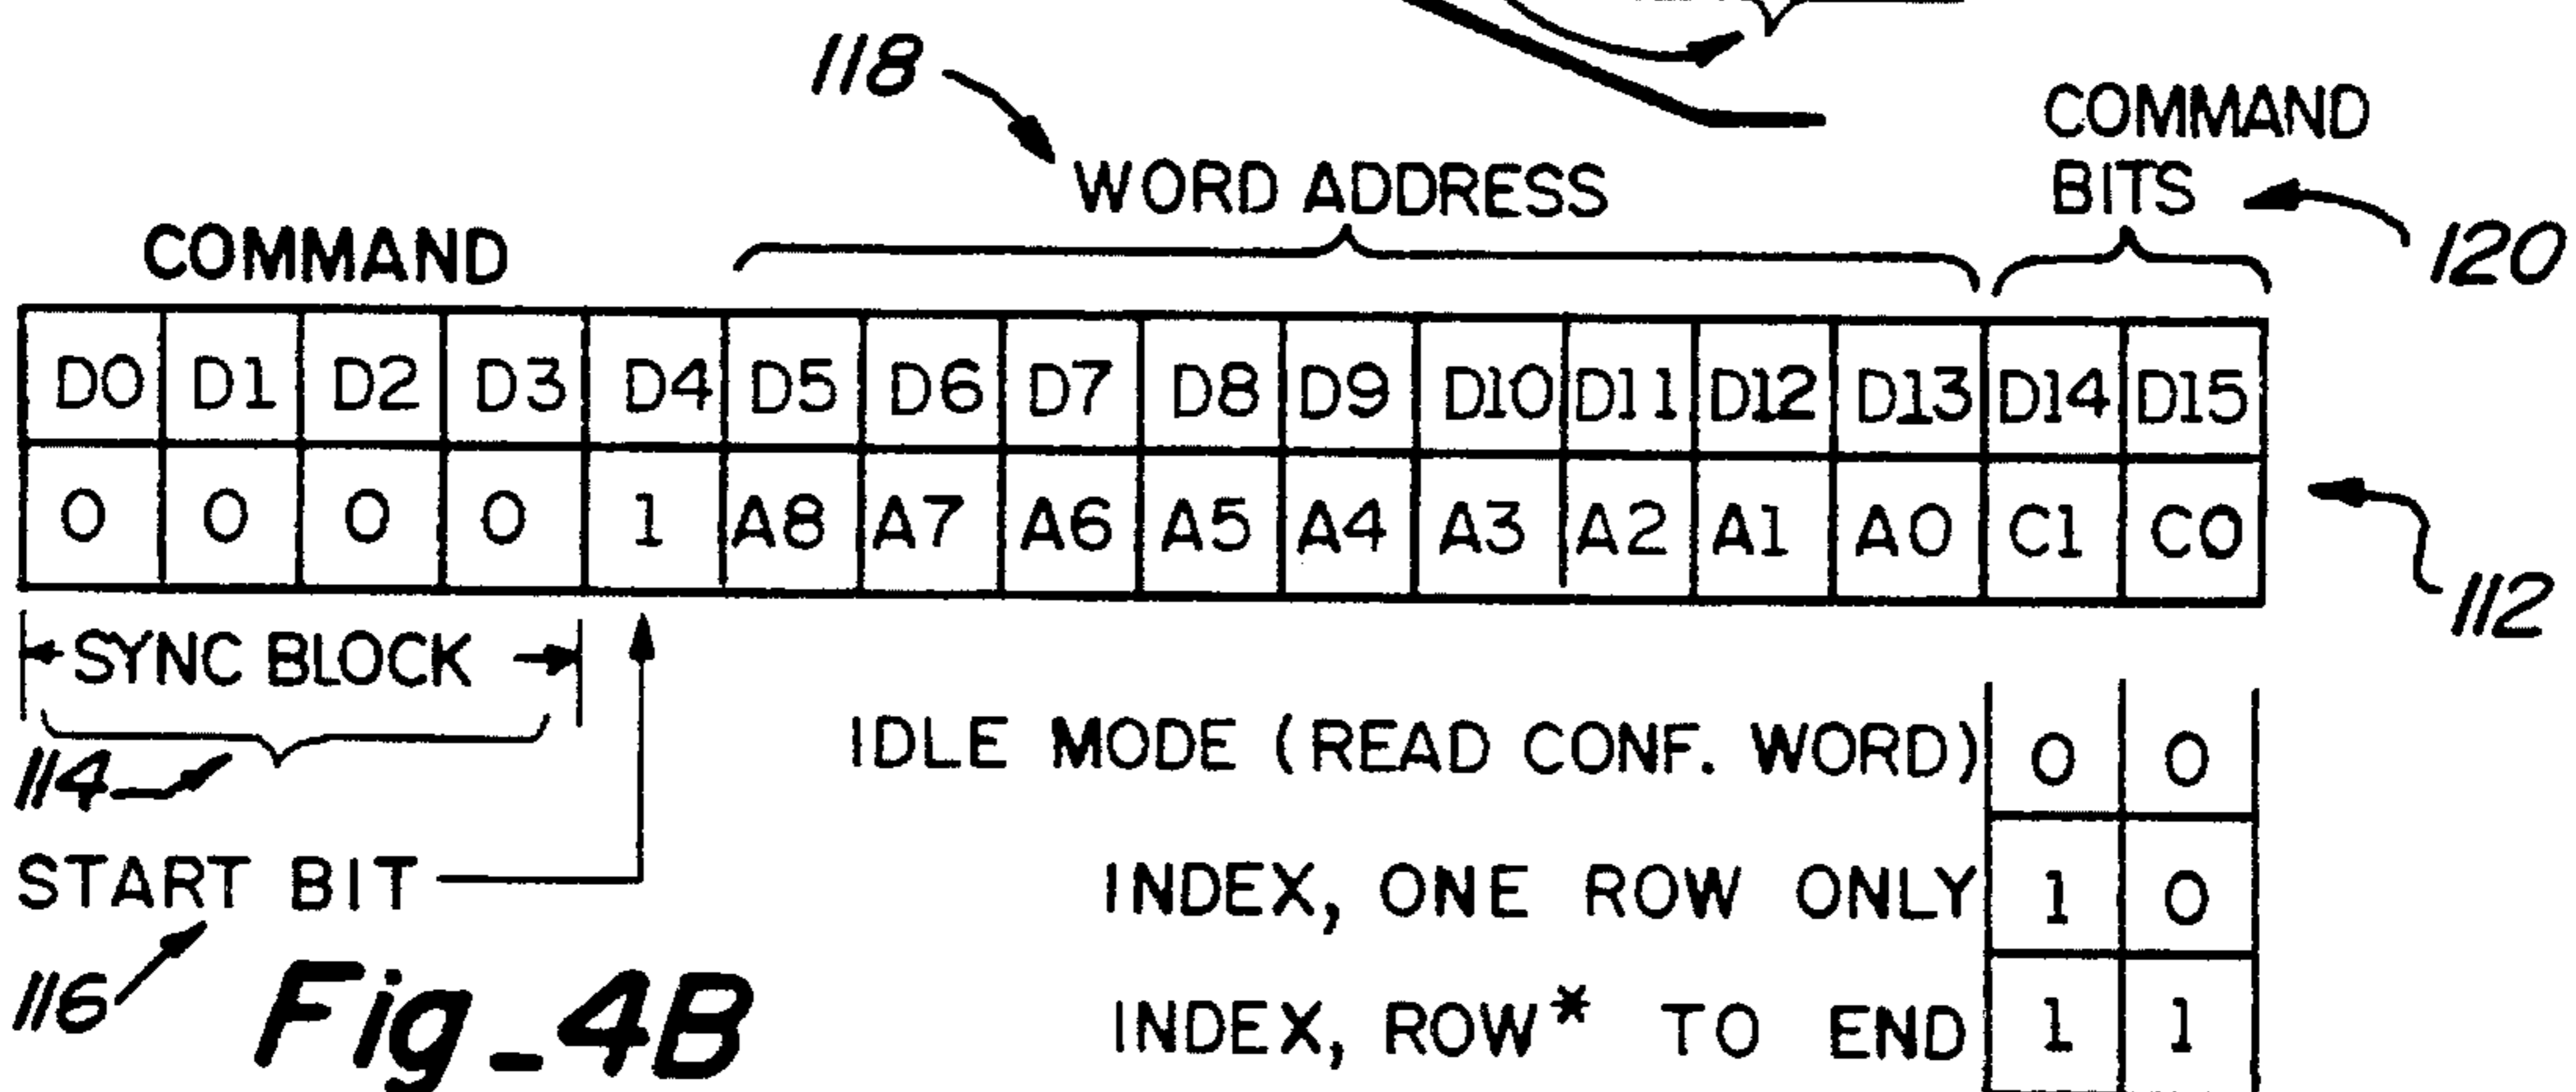 118
COMMAND
WORD ADDRESS
BITS
COMMAND
120
D0 D1 D2 D3 D4 D5 D6 D7 D8 D9 D10 D11 D12 D13 D14 D15
0 0 0 0 1 A8 A7 A6 A5 A4 A3 A2 A1 A0 C1 C0
112
SYNC BLOCK
114
IDLE MODE (READ CONF. WORD) 0 0
START BIT
INDEX, ONE ROW ONLY 1 0
116
Fig_4B
INDEX, ROW* TO END 1 1